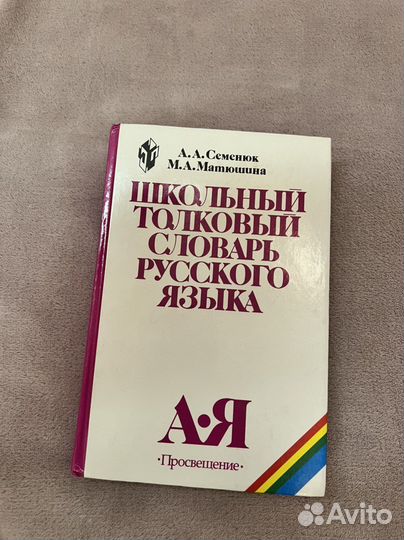 А.А.Семенюк
М.А.Матюшина
ШКОЛЬНЫЙ
ТОЛКОВЫЙ
СЛОВАРЬ
РУССКОГО
ЯЗЫКА
А·Я
·Просвещение·
Avito